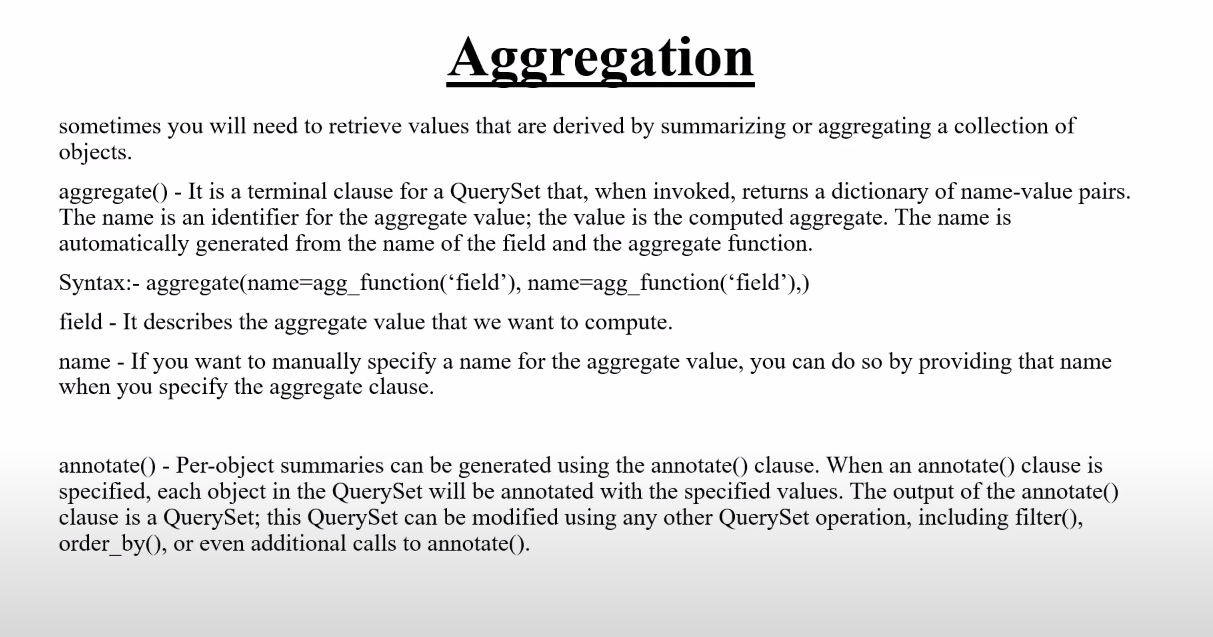 Aggregation
sometimes you will need to retrieve values that are derived by summarizing or aggregating a collection of
objects.
aggregate() - It is a terminal clause for a QuerySet that, when invoked, returns a dictionary of name-value pairs.
The name is an identifier for the aggregate value; the value is the computed aggregate. The name is
automatically generated from the name of the field and the aggregate function.
Syntax:- aggregate(name=agg_function(‘field’), name=agg_function(‘field’),)
field - It describes the aggregate value that we want to compute.
name - If you want to manually specify a name for the aggregate value, you can do so by providing that name
when you specify the aggregate clause.
annotate() - Per-object summaries can be generated using the annotate() clause. When an annotate() clause is
specified, each object in the QuerySet will be annotated with the specified values. The output of the annotate()
clause is a QuerySet; this QuerySet can be modified using any other QuerySet operation, including filter(),
order_by(), or even additional calls to annotate().